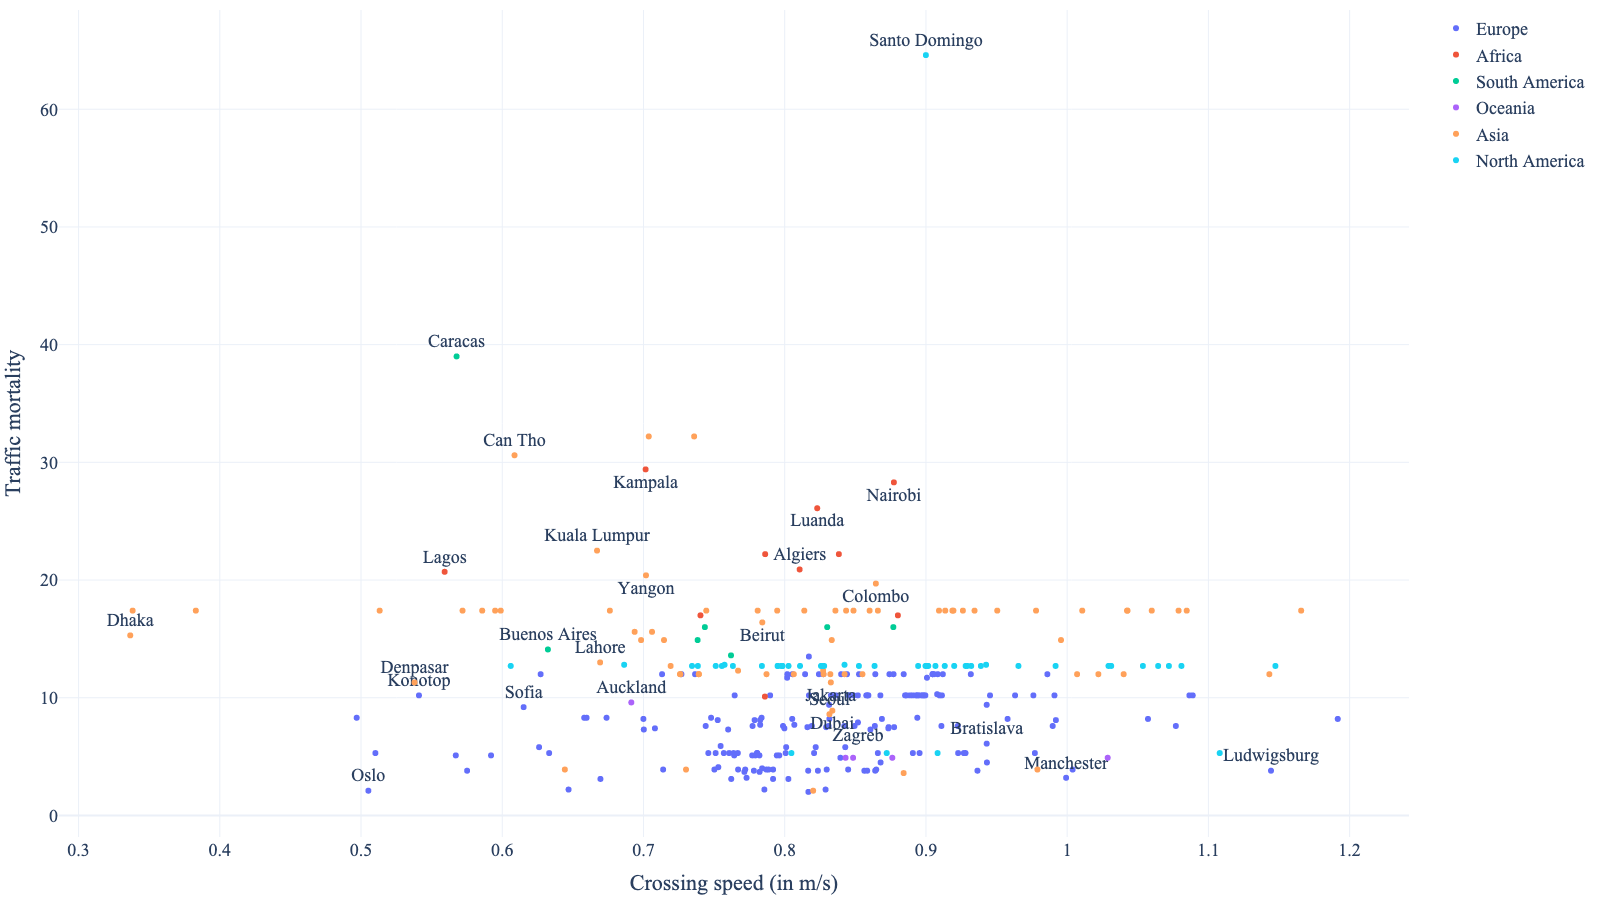 Santo Domingo
Europe
Africa
South America
Oceania
Asia
North America
60
50
40
30
20
10
0
Traffic mortality
Caracas
Can Tho
Kampala
Nairobi
Luanda
Kuala Lumpur
Lagos
Algiers
Yangon
Colombo
Dhaka
Buenos Aires
Beirut
Lahore
Denpasar
Konotop
Sofia
Auckland
Jakarta
Seoul
Dubai
Zagreb
Bratislava
Manchester
Ludwigsburg
Oslo
0.3
0.4
0.5
0.6
0.7
0.8
0.9
1
1.1
1.2
Crossing speed (in m/s)